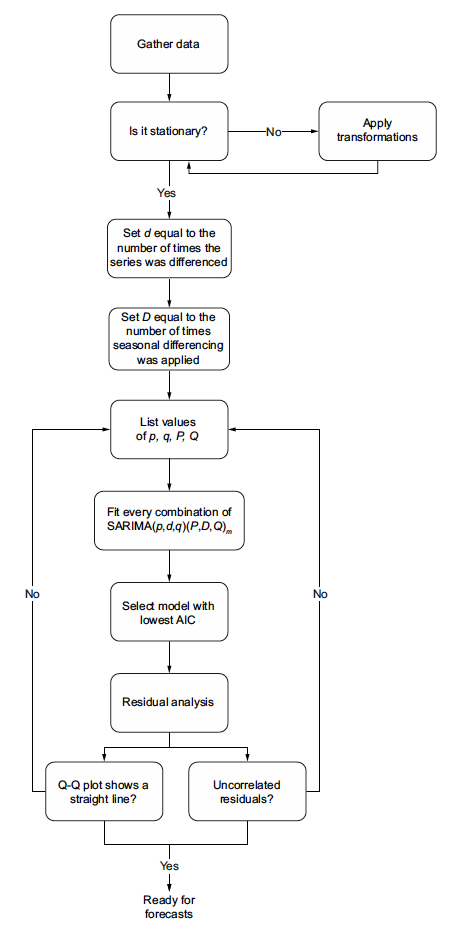 Gather data
Is it stationary?
No
Apply
transformations
Yes
Set d equal to the
number of times the
series was differenced
Set D equal to the
number of times
seasonal differencing
was applied
List values
of p, q, P, Q
Fit every combination of
SARIMA(p,d,q)(P,D,Q)m
No
No
Select model with
lowest AIC
Residual analysis
Q-Q plot shows a
straight line?
Uncorrelated
residuals?
Yes
Ready for
forecasts